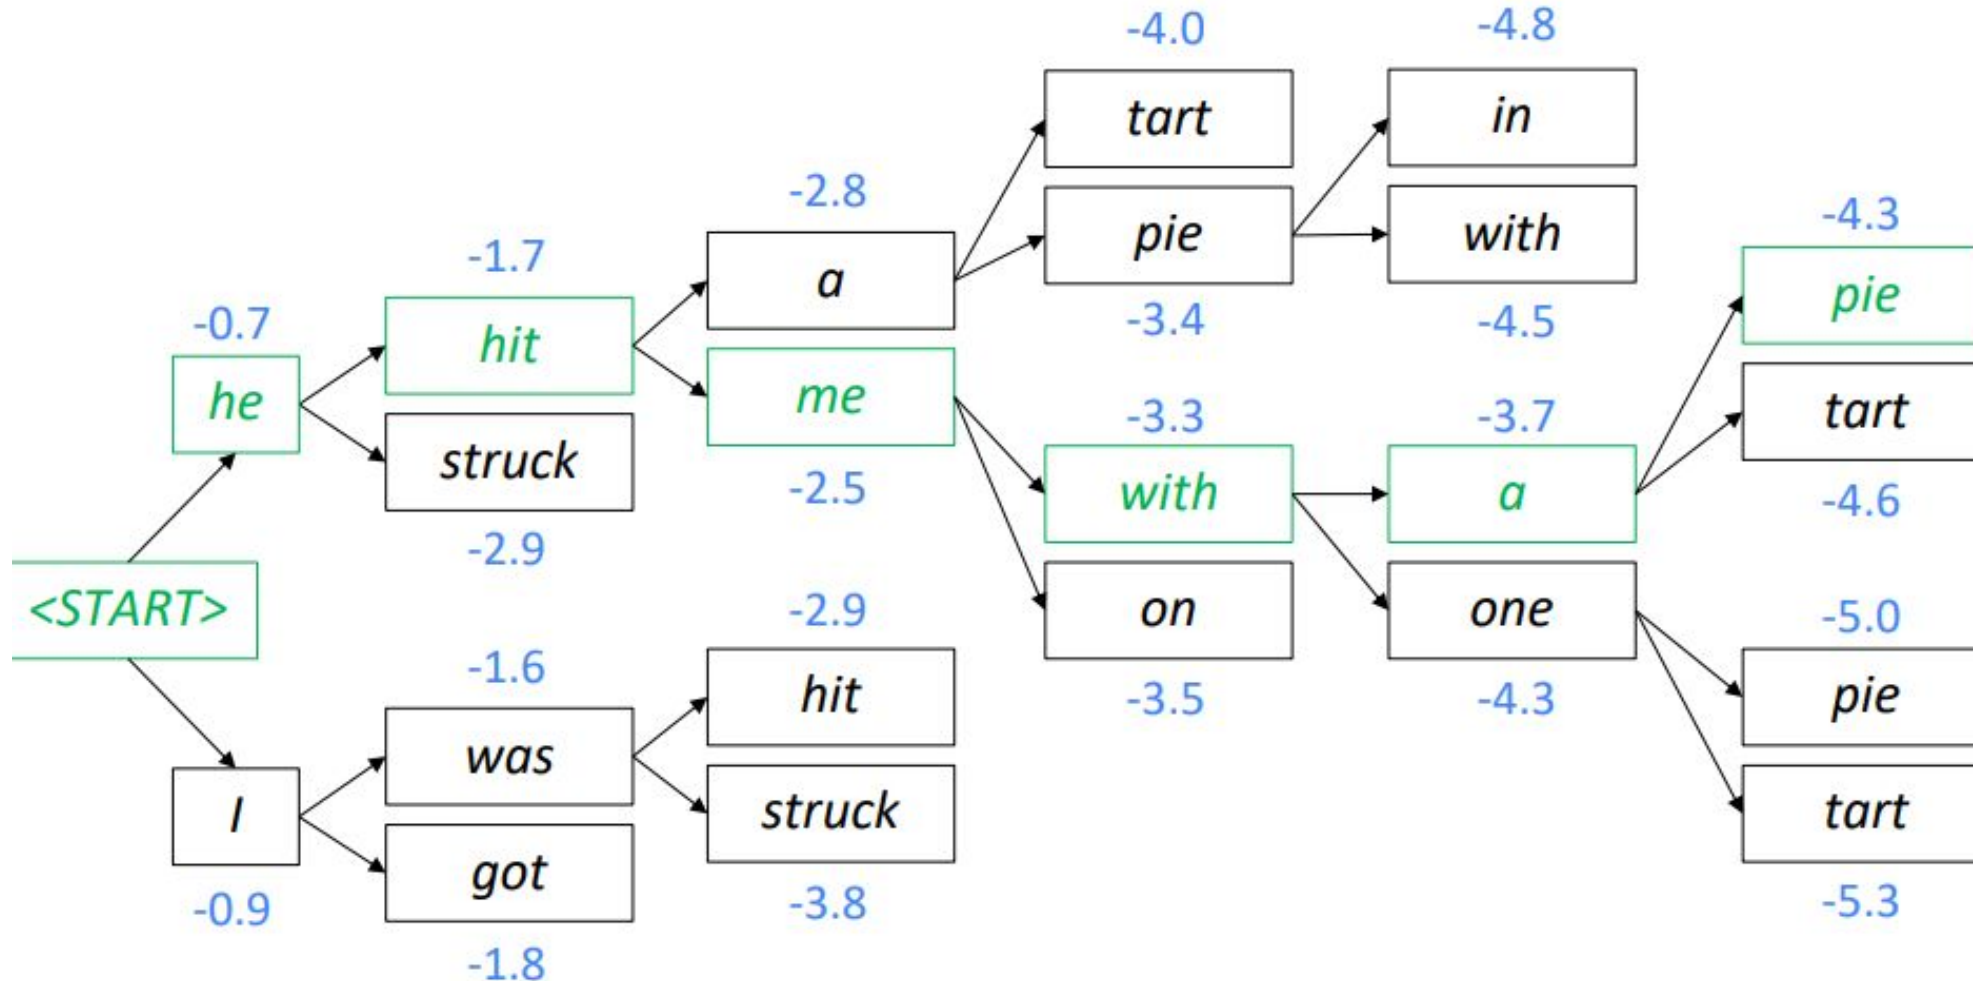 -4.0
-4.8
tart
in
-2.8
pie
with
-4.3
-1.7
a
-3.4
-4.5
pie
-0.7
hit
me
-3.3
-3.7
tart
he
struck
-2.5
with
a
-4.6
-2.9
<START>
-2.9
on
one
-5.0
-1.6
hit
-3.5
-4.3
pie
was
struck
tart
I
got
-3.8
-5.3
-0.9
-1.8